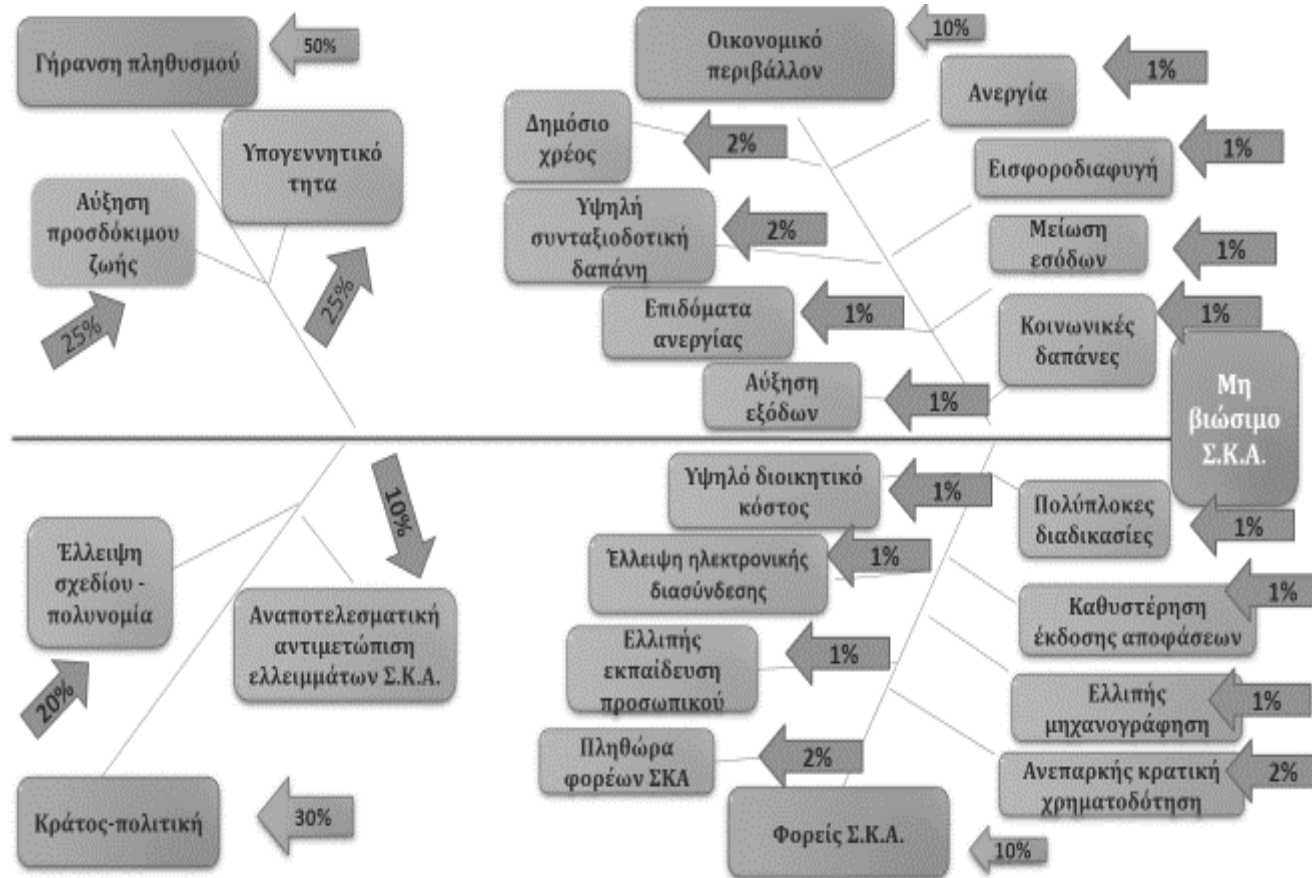 Γήρανση πληθυσμού
50%
Υπογεννητικό
τητα
25%
Αύξηση
προσδόκιμου
ζωής
25%
Οικονομικό
περιβάλλον
10%
Ανεργία
1%
Δημόσιο
χρέος
2%
Εισφοροδιαφυγή
1%
Υψηλή
συνταξιοδοτική
δαπάνη
2%
Μείωση
εσόδων
1%
Επιδόματα
ανεργίας
1%
Κοινωνικές
δαπάνες
1%
Αύξηση
εξόδων
1%
Μη
βιώσιμο
Σ.Κ.Α.
Έλλειψη
σχεδίου -
πολυνομία
20%
10%
Αναποτελεσματική
αντιμετώπιση
ελλειμμάτων Σ.Κ.Α.
Κράτος-πολιτική
30%
Υψηλό διοικητικό
κόστος
1%
Πολύπλοκες
διαδικασίες
1%
Έλλειψη ηλεκτρονικής
διασύνδεσης
1%
Καθυστέρηση
έκδοσης αποφάσεων
1%
Ελλιπής
εκπαίδευση
προσωπικού
1%
Ελλιπής
μηχανογράφηση
1%
Πληθώρα
φορέων ΣΚΑ
2%
Ανεπαρκής κρατική
χρηματοδότηση
2%
Φορείς Σ.Κ.Α.
10%